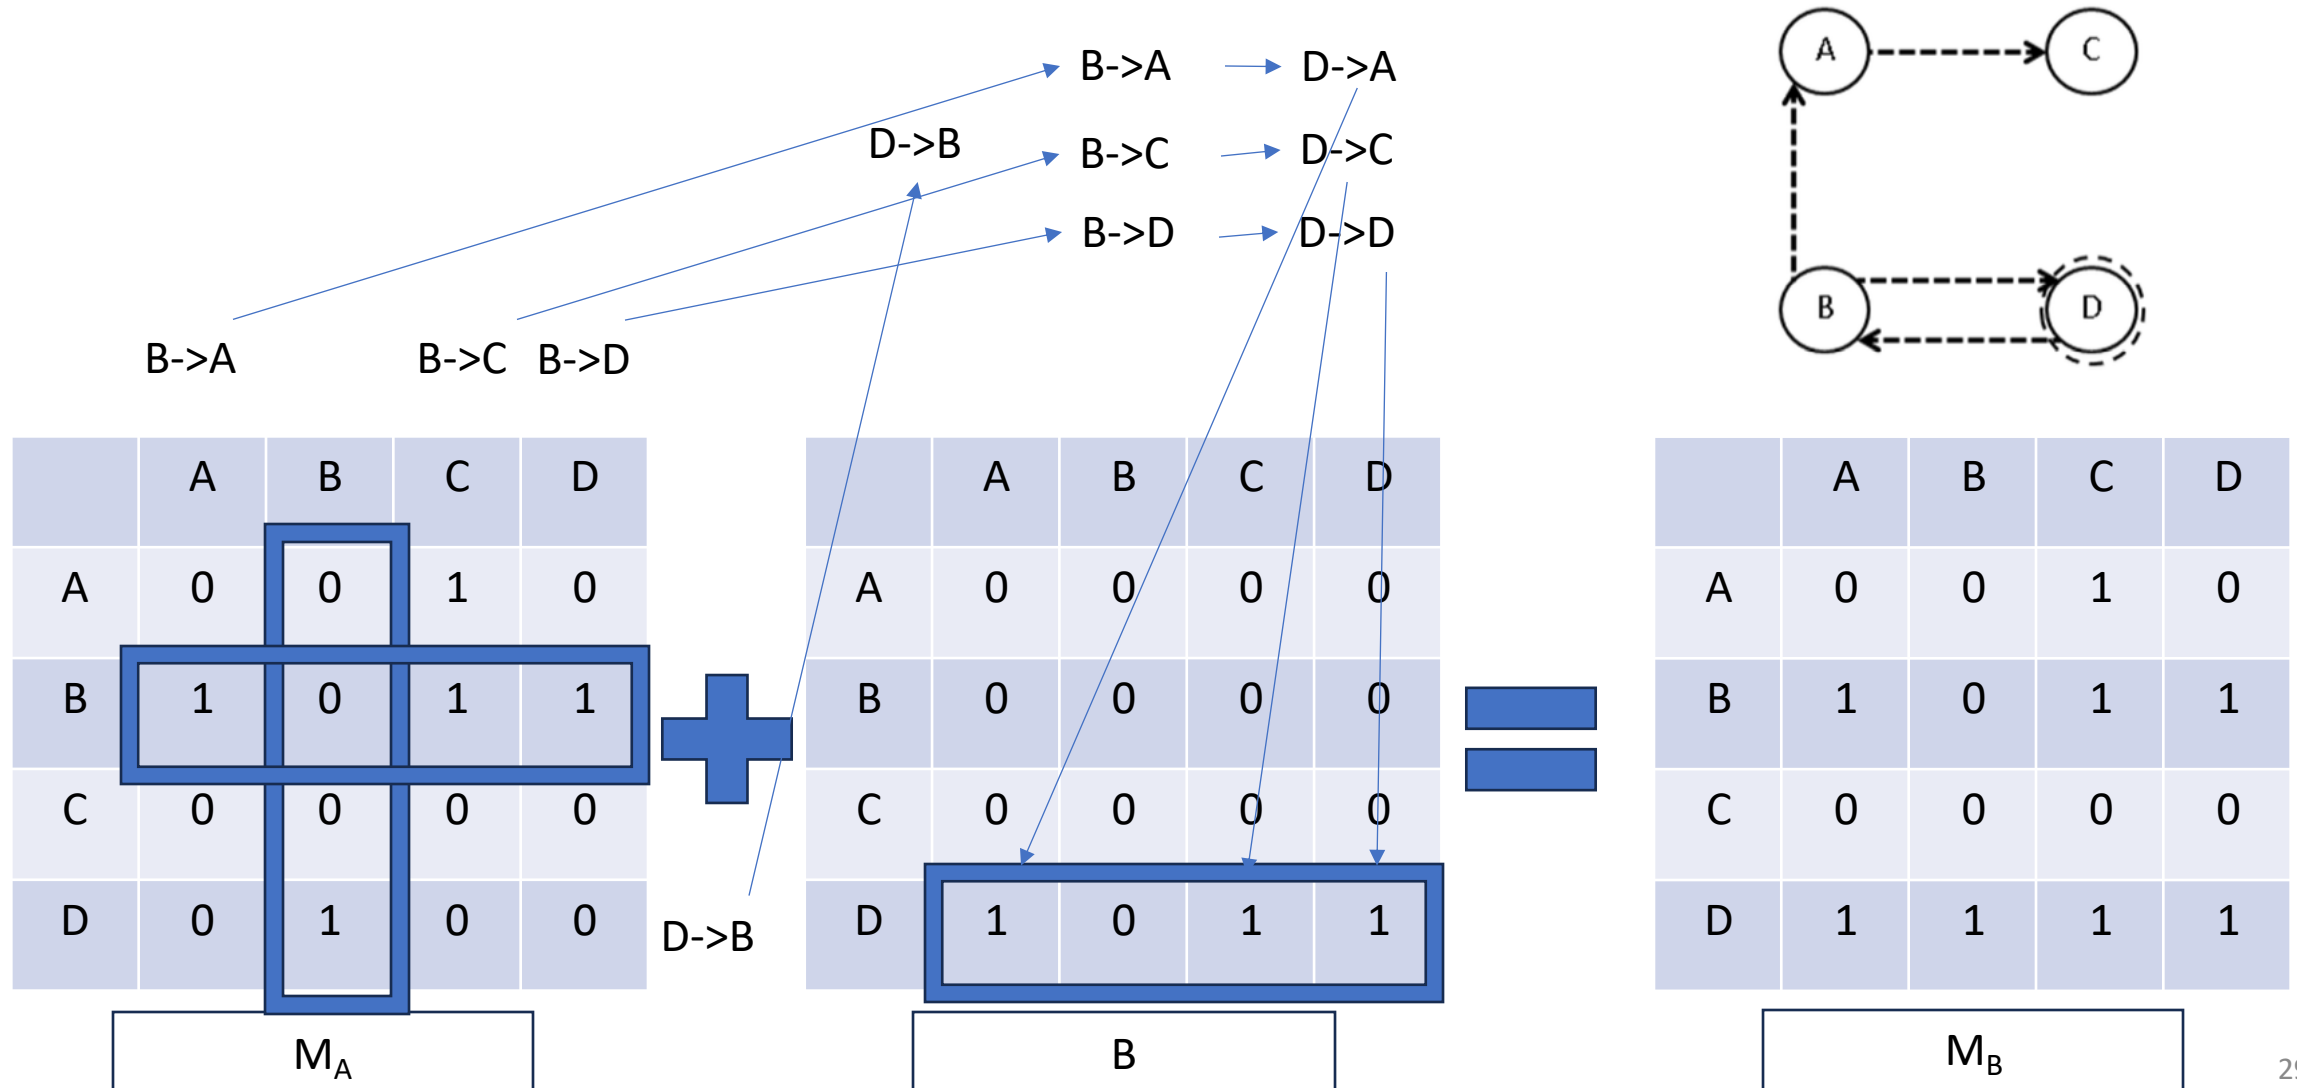 A C
B->A D->A
D->B B->C D->C
B->D D->D
B D
B->A B->C B->D
A B C D
A 0 0 1 0
B 1 0 1 1
C 0 0 0 0
D 0 1 0 0
D->B
M_A
A B C D
A 0 0 0 0
B 0 0 0 0
C 0 0 0 0
D 1 0 1 1
B
A B C D
A 0 0 1 0
B 1 0 1 1
C 0 0 0 0
D 1 1 1 1
M_B